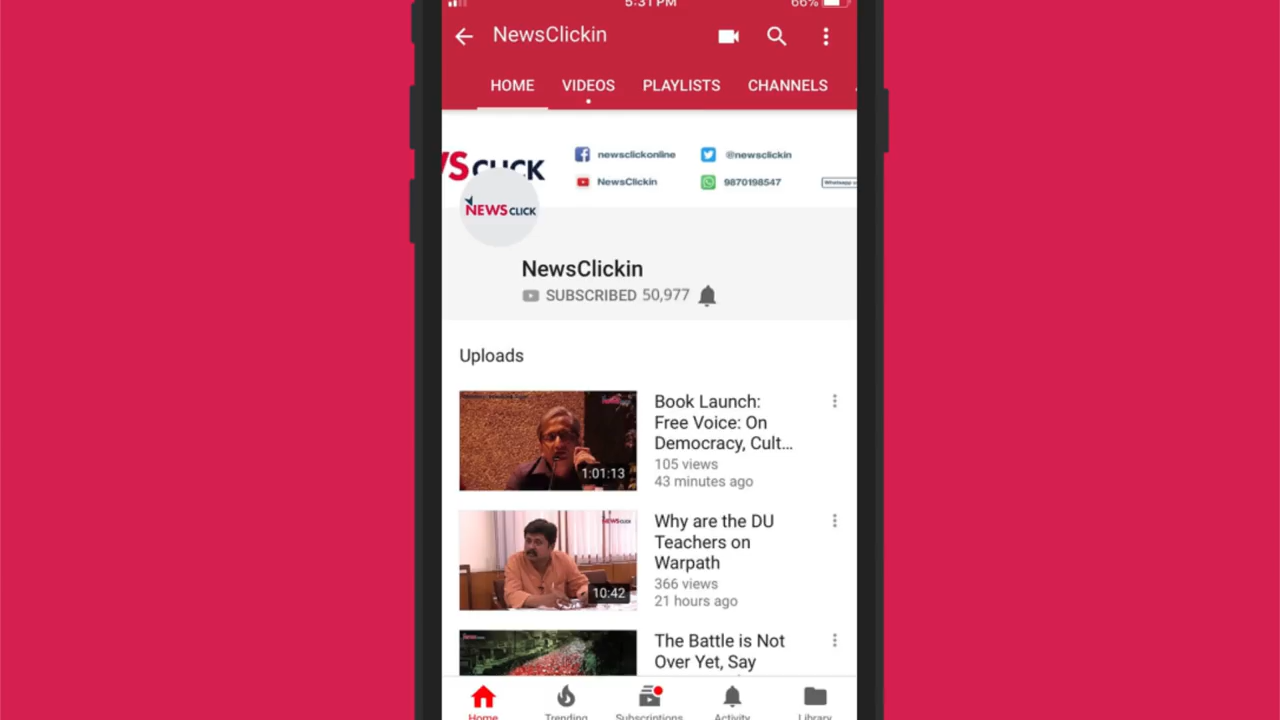 5:31 PM
66%
NewsClickin
HOME VIDEOS PLAYLISTS CHANNELS
S CLICK
newsclickonline @newsclickin
NewsClickin 9870198547
NEWSCLICK
NewsClickin
SUBSCRIBED 50,977
Uploads
Book Launch:
Free Voice: On
Democracy, Cult...
105 views
43 minutes ago
1:01:13
Why are the DU
Teachers on
Warpath
366 views
21 hours ago
NEWSCLICK
10:42
The Battle is Not
Over Yet, Say
Home Trending Subscriptions Activity Library